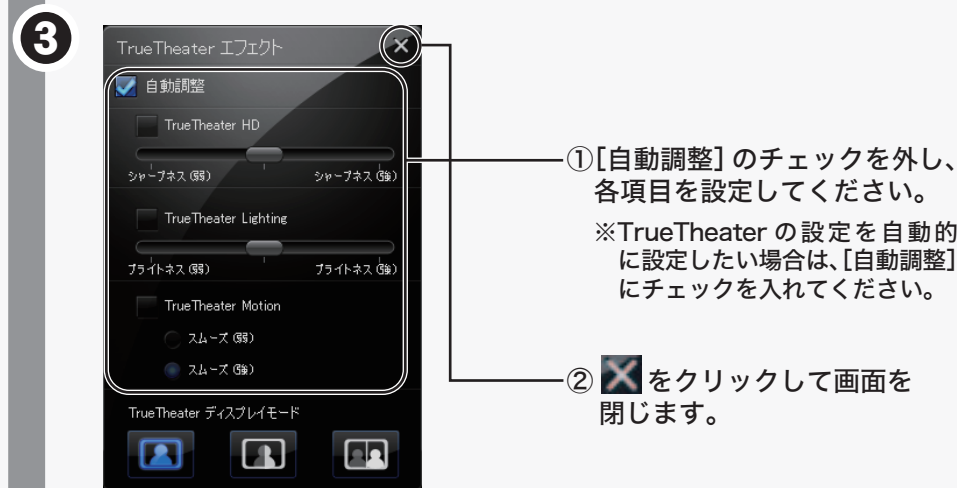 3
TrueTheater エフェクト
自動調整
TrueTheater HD
シャープネス (弱) シャープネス (強)
TrueTheater Lighting
ブライトネス (弱) ブライトネス (強)
TrueTheater Motion
スムーズ (弱)
スムーズ (強)
TrueTheater ディスプレイモード
①[自動調整] のチェックを外し、
各項目を設定してください。
※TrueTheater の設定を自動的
に設定したい場合は、[自動調整]
にチェックを入れてください。
② をクリックして画面を
閉じます。